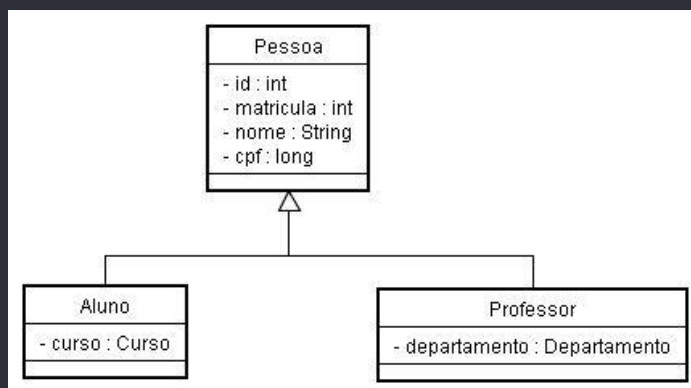 Pessoa
- id : int
- matricula : int
- nome : String
- cpf : long
Aluno
- curso : Curso
Professor
- departamento : Departamento